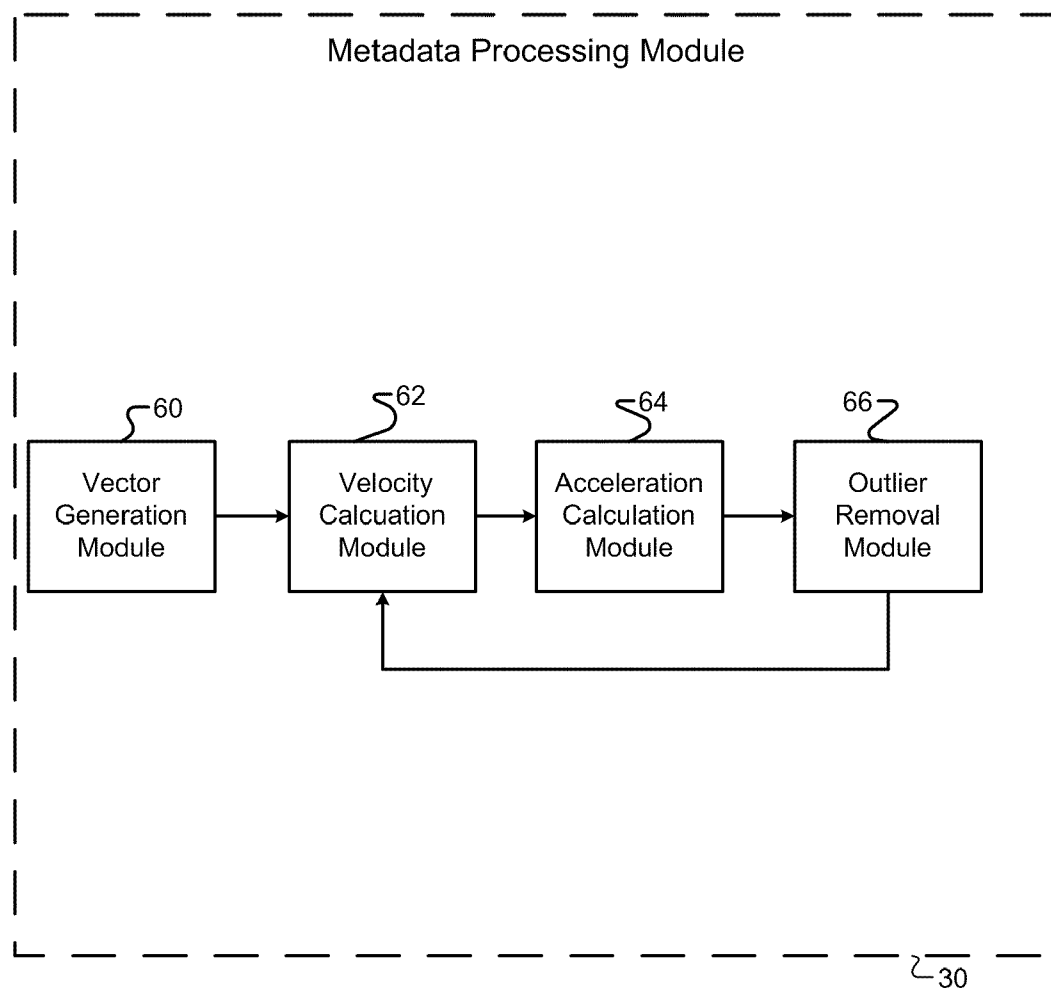 Metadata Processing Module
60
62
64
66
Vector
Generation
Module
Velocity
Calcuation
Module
Acceleration
Calculation
Module
Outlier
Removal
Module
30